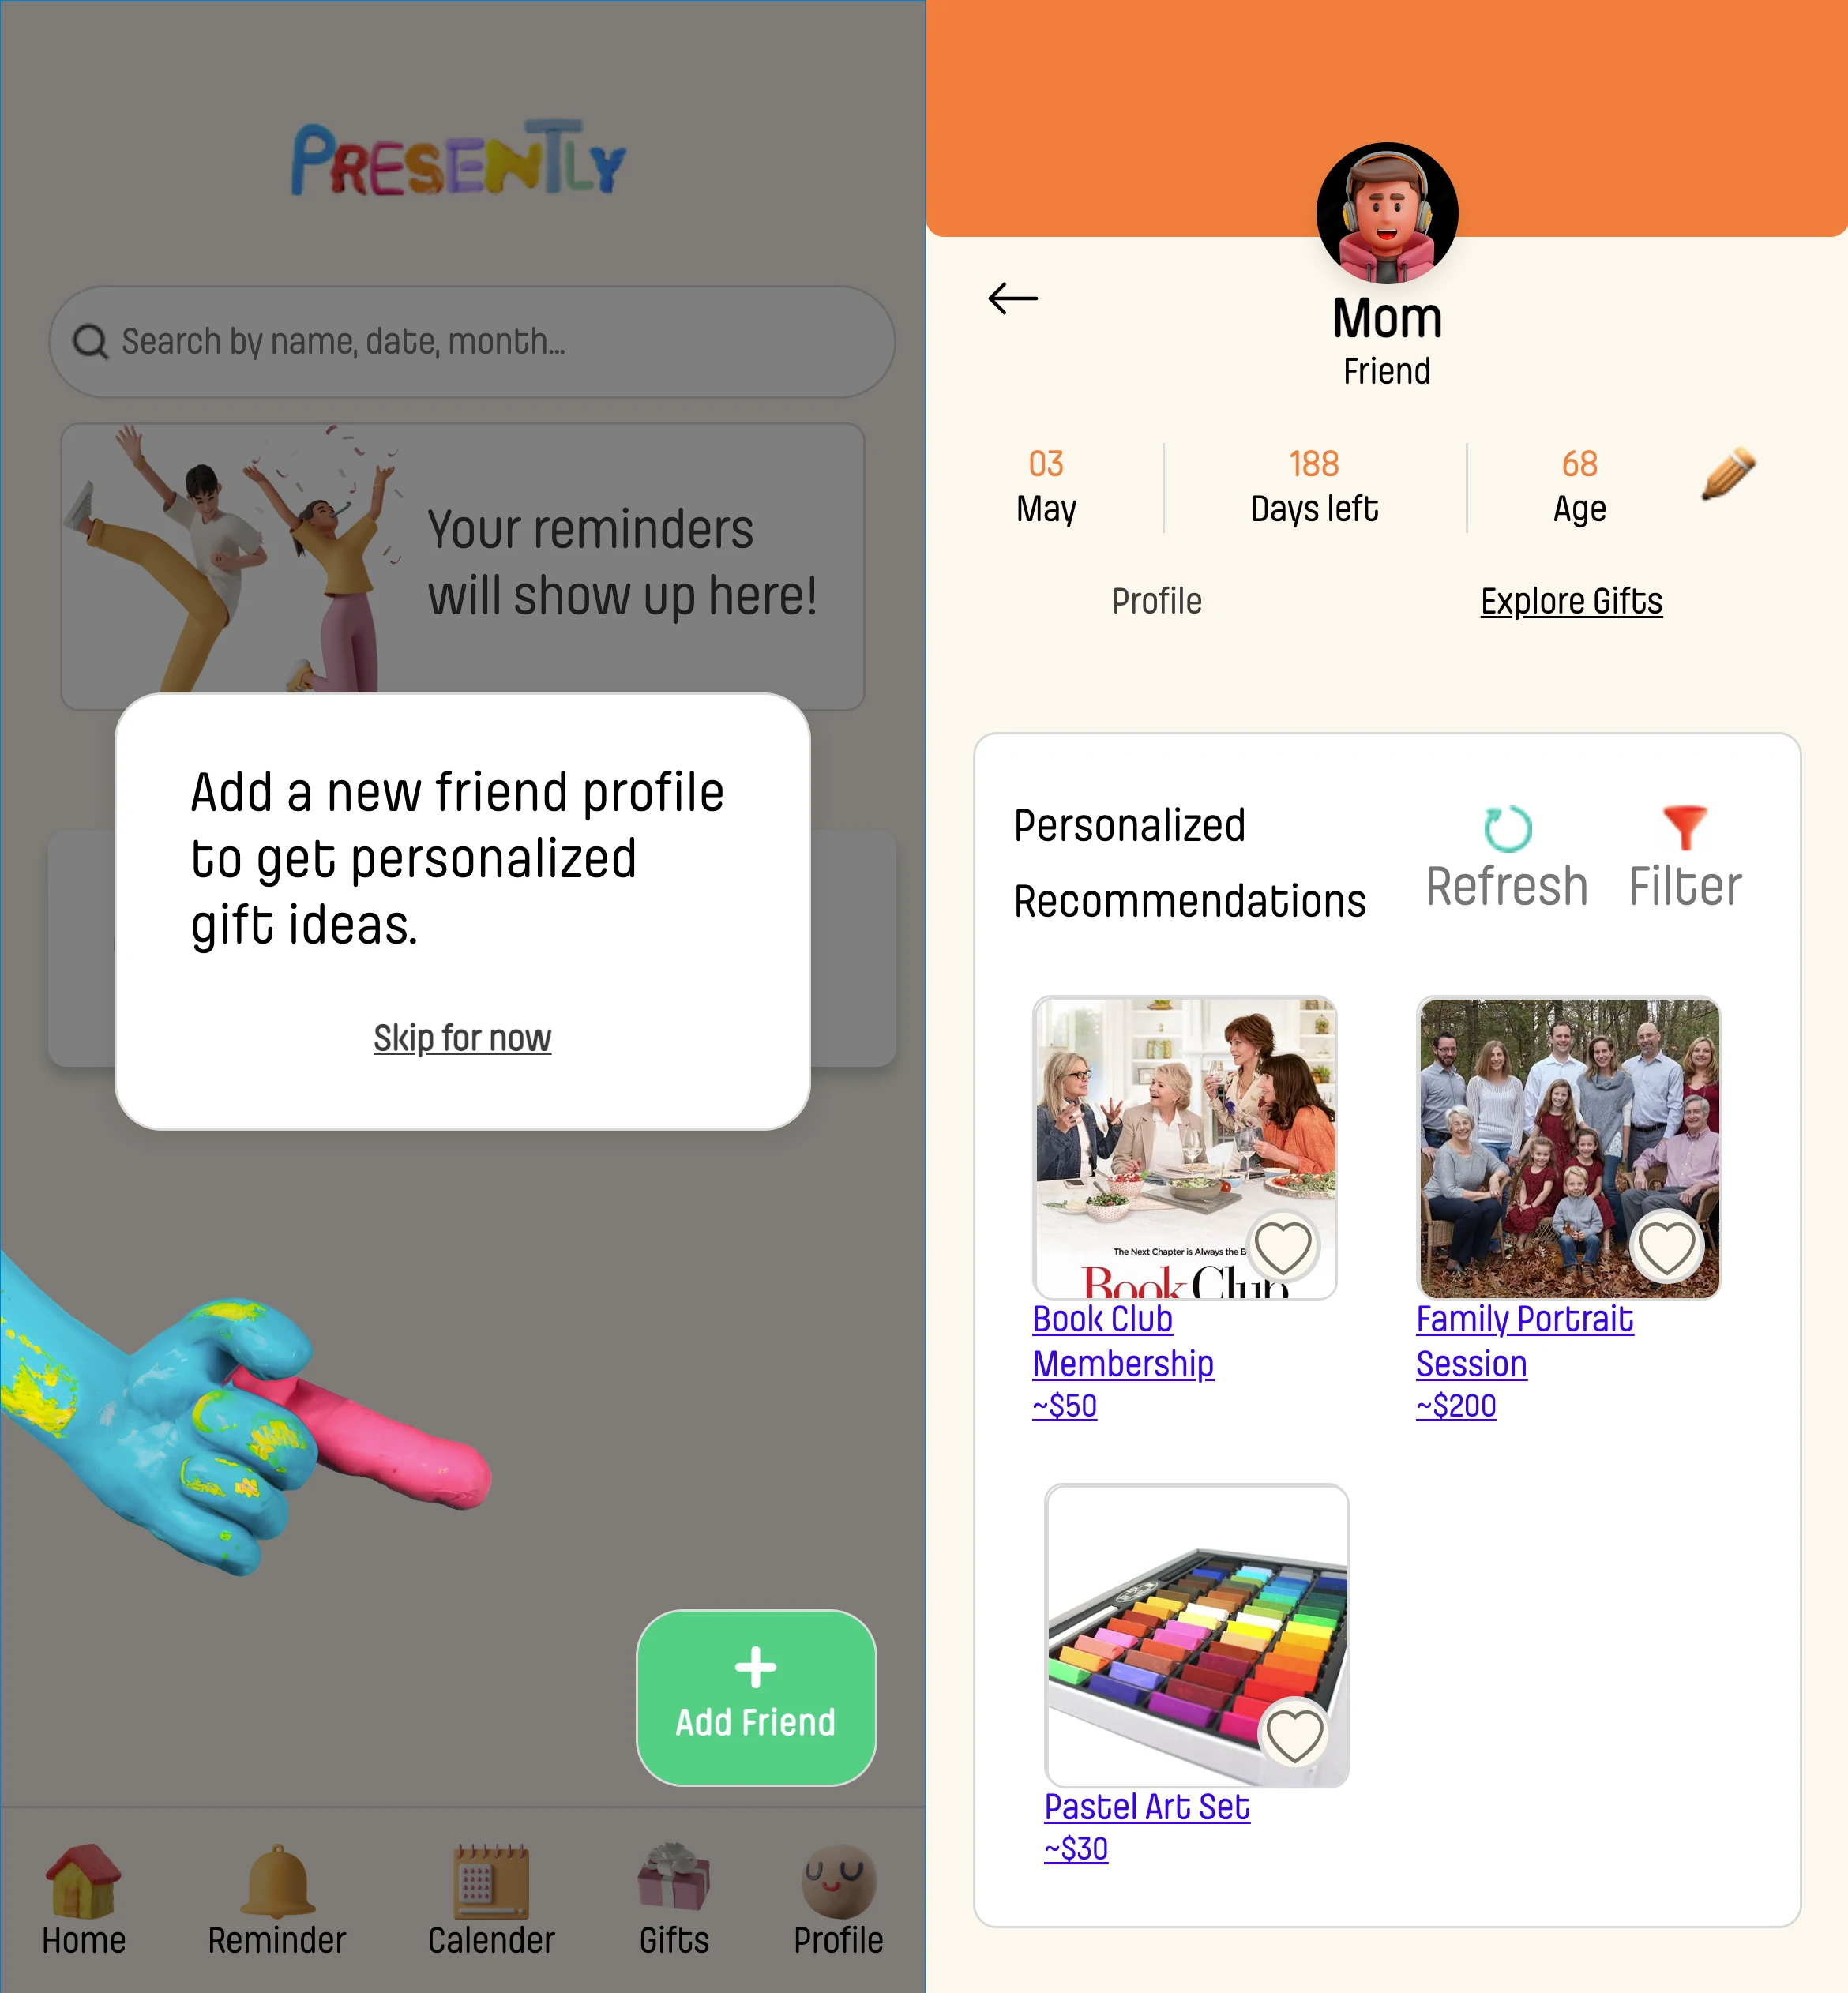 PRESENTLY
Search by name, date, month...
Your reminders
will show up here!
Add a new friend profile
to get personalized
gift ideas.
Skip for now
Add Friend
Home
Reminder
Calender
Gifts
Profile
Mom
Friend
03
May
188
Days left
68
Age
Profile
Explore Gifts
Personalized
Recommendations
Refresh
Filter
The Next Chapter is Always the B
Book Club
Book Club
Membership
~$50
Family Portrait
Session
~$200
Pastel Art Set
~$30